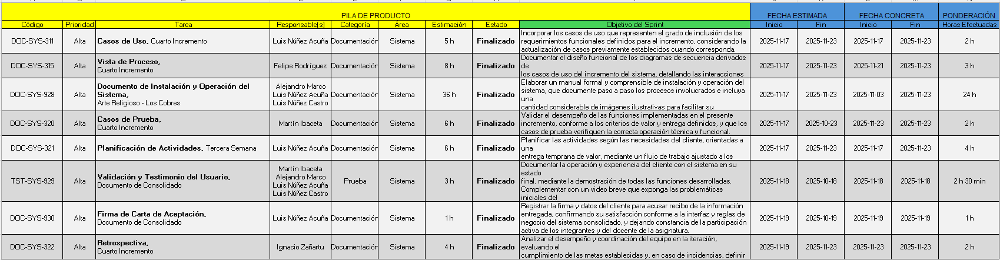 PILA DE PRODUCTO FECHA ESTIMADA FECHA CONCRETA PONDERACIÓN
Código Prioridad Tarea Responsable(s) Categoría Área Estimación Estado Objetivo del Sprint Inicio Fin Inicio Fin Horas Efectuadas
DOC-SYS-311 Alta Casos de Uso, Cuarto Incremento Luis Núñez Acuña Documentación Sistema 5 h Finalizado
Incorporar los casos de uso que representen el grado de inclusión de los
requerimientos funcionales definidos para el incremento, considerando la
actualización de casos previamente establecidos cuando corresponda.
2025-11-17 2025-11-23 2025-11-17 2025-11-23 2 h
DOC-SYS-315 Alta
Vista de Proceso,
Cuarto Incremento
Felipe Rodríguez Documentación Sistema 8 h Finalizado
Documentar el diseño funcional de los diagramas de secuencia derivados
de
los casos de uso del incremento del sistema, detallando las interacciones
2025-11-17 2025-11-23 2025-11-21 2025-11-23 3 h
DOC-SYS-928 Alta
Documento de Instalación y Operación del
Sistema,
Arte Religioso - Los Cobres
Alejandro Marco
Luis Núñez Acuña
Luis Núñez Castro
Documentación Sistema 36 h Finalizado
Elaborar un manual formal y comprensible de instalación y operación del
sistema, que documente paso a paso los procesos involucrados e incluya
una
cantidad considerable de imágenes ilustrativas para facilitar su
2025-11-17 2025-11-23 2025-11-03 2025-11-23 24 h
DOC-SYS-320 Alta
Casos de Prueba,
Cuarto Incremento
Martín Ibaceta Documentación Sistema 6 h Finalizado
Validar el desempeño de las funciones implementadas en el presente
incremento, conforme a los criterios de valor y entrega definidos, y que los
casos de prueba verifiquen la correcta operación técnica y funcional.
2025-11-17 2025-10-23 2025-11-23 2025-11-23 2 h
DOC-SYS-321 Alta Planificación de Actividades, Tercera Semana Luis Núñez Acuña Documentación Sistema 6 h Finalizado
Planificar las actividades según las necesidades del cliente, orientadas a
una
entrega temprana de valor, mediante un flujo de trabajo ajustado a los
2025-11-17 2025-11-23 2025-11-17 2025-11-23 4 h
TST-SYS-929 Alta
Validación y Testimonio del Usuario,
Documento de Consolidado
Martín Ibaceta
Alejandro Marco
Luis Núñez Acuña
Luis Núñez Castro
Prueba Sistema 3 h Finalizado
Documentar la operación y experiencia del cliente con el sistema en su
estado
final, mediante la demostración de todas las funciones desarrolladas.
Complementar con un video breve que exponga las problemáticas
iniciales del
2025-11-18 2025-10-18 2025-11-18 2025-11-18 2 h 30 min
DOC-SYS-930 Alta
Firma de Carta de Aceptación,
Documento de Consolidado
Luis Núñez Acuña Documentación Sistema 1 h Finalizado
Registrar la firma y datos del cliente para acusar recibo de la información
entregada, confirmando su satisfacción conforme a la interfaz y reglas de
negocio del sistema consolidado, y dejando constancia de la participación
activa de los integrantes y del docente de la asignatura.
2025-11-19 2025-10-19 2025-11-19 2025-11-19 1 h
DOC-SYS-322 Alta
Retrospectiva,
Cuarto Incremento
Ignacio Zañartu Documentación Sistema 4 h Finalizado
Analizar el desempeño y coordinación del equipo en la iteración,
evaluando el
cumplimiento de las metas establecidas y, en caso de incidencias, definir
2025-11-19 2025-11-23 2025-11-23 2025-11-23 2 h